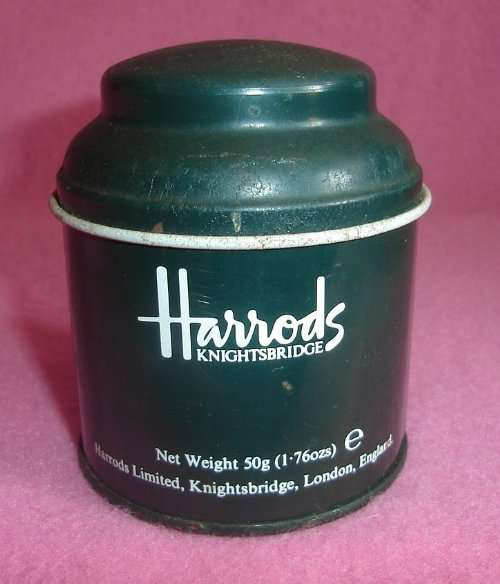 Harrods
KNIGHTSBRIDGE
Net Weight 50g (1·76ozs) e
Harrods Limited, Knightsbridge, London, England.